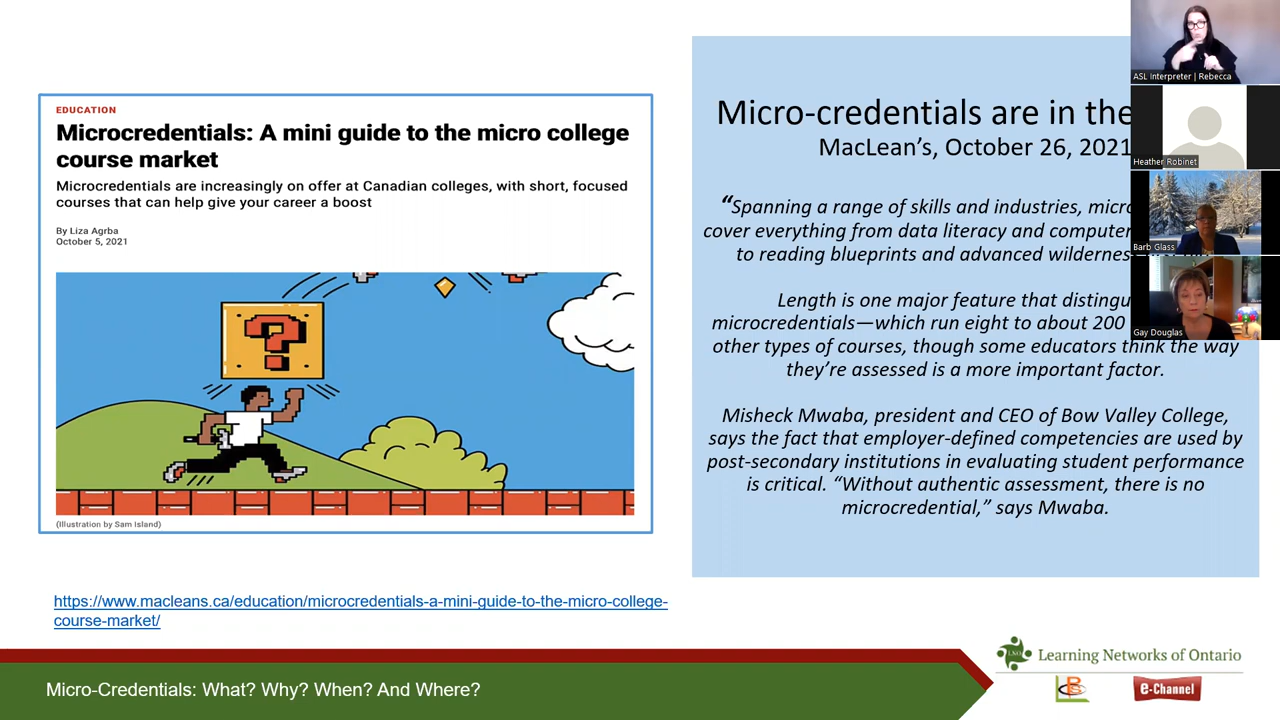 EDUCATION
Microcredentials: A mini guide to the micro college
course market
Microcredentials are increasingly on offer at Canadian colleges, with short, focused
courses that can help give your career a boost
By Liza Agrba
October 5, 2021
(Illustration by Sam Island)
https://www.macleans.ca/education/microcredentials-a-mini-guide-to-the-micro-college-
course-market/
Micro-credentials are in the
MacLean's, October 26, 2021
“Spanning a range of skills and industries, micro
cover everything from data literacy and computer
to reading blueprints and advanced wilderness
Length is one major feature that
microcredentials—which run eight to about 200
other types of courses, though some educators think the way
they're assessed is a more important factor.
Misheck Mwaba, president and CEO of Bow Valley College,
says the fact that employer-defined competencies are used by
post-secondary institutions in evaluating student performance
is critical. “Without authentic assessment, there is no
microcredential,” says Mwaba.
ASL Interpreter | Rebecca
Heather Robinet
Barb Glass
Gay Douglas
Micro-Credentials: What? Why? When? And Where?
LNO
Learning Networks of Ontario
e-Channel